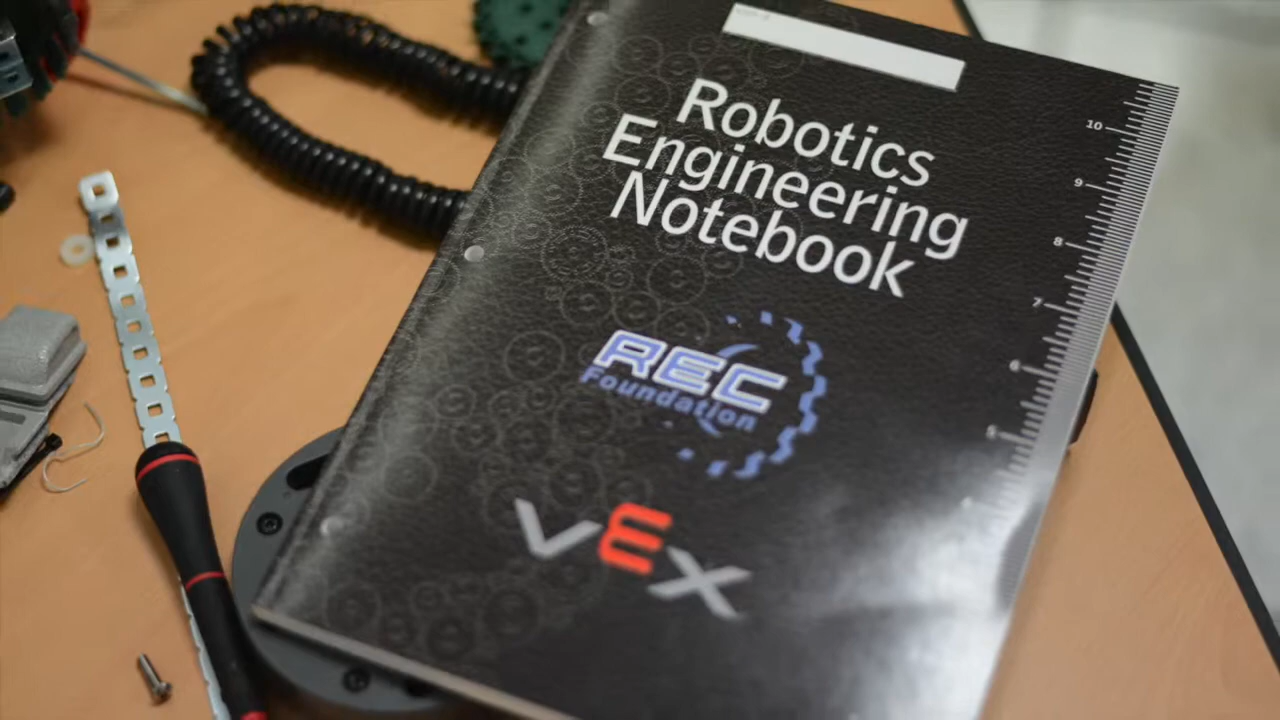 Robotics
Engineering
Notebook
REC
Foundation
VEX
10
9
8
7
6
5